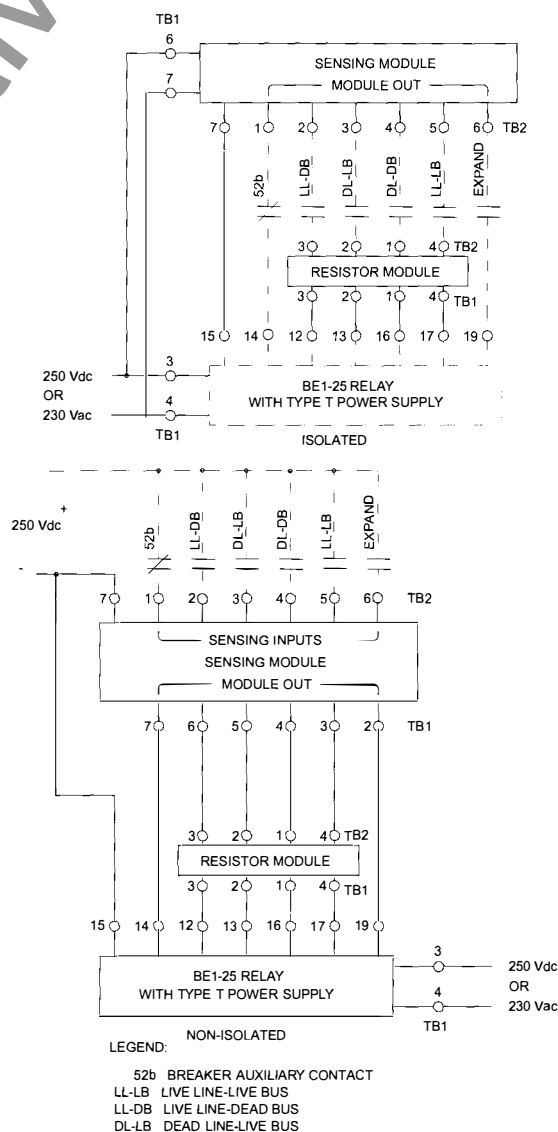 TB1
6
SENSING MODULE
7
MODULE OUT
7 1 2 3 4 5 6 TB2
52b LL-DB DL-LB DL-DB LL-LB EXPAND
3 2 1 4 TB2
RESISTOR MODULE
3 2 1 4 TB1
15 14 12 13 16 17 19
3
250 Vdc
OR
230 Vac
4
TB1
BE1-25 RELAY
WITH TYPE T POWER SUPPLY
ISOLATED
+
250 Vdc
-
52b LL-DB DL-LB DL-DB LL-LB EXPAND
7 1 2 3 4 5 6 TB2
SENSING INPUTS
SENSING MODULE
MODULE OUT
7 6 5 4 3 2 TB1
3 2 1 4 TB2
RESISTOR MODULE
3 2 1 4 TB1
15 14 12 13 16 17 19
BE1-25 RELAY
WITH TYPE T POWER SUPPLY
3
250 Vdc
OR
4
230 Vac
TB1
NON-ISOLATED
LEGEND:
52b BREAKER AUXILIARY CONTACT
LL-LB LIVE LINE-LIVE BUS
LL-DB LIVE LINE-DEAD BUS
DL-LB DEAD LINE-LIVE BUS